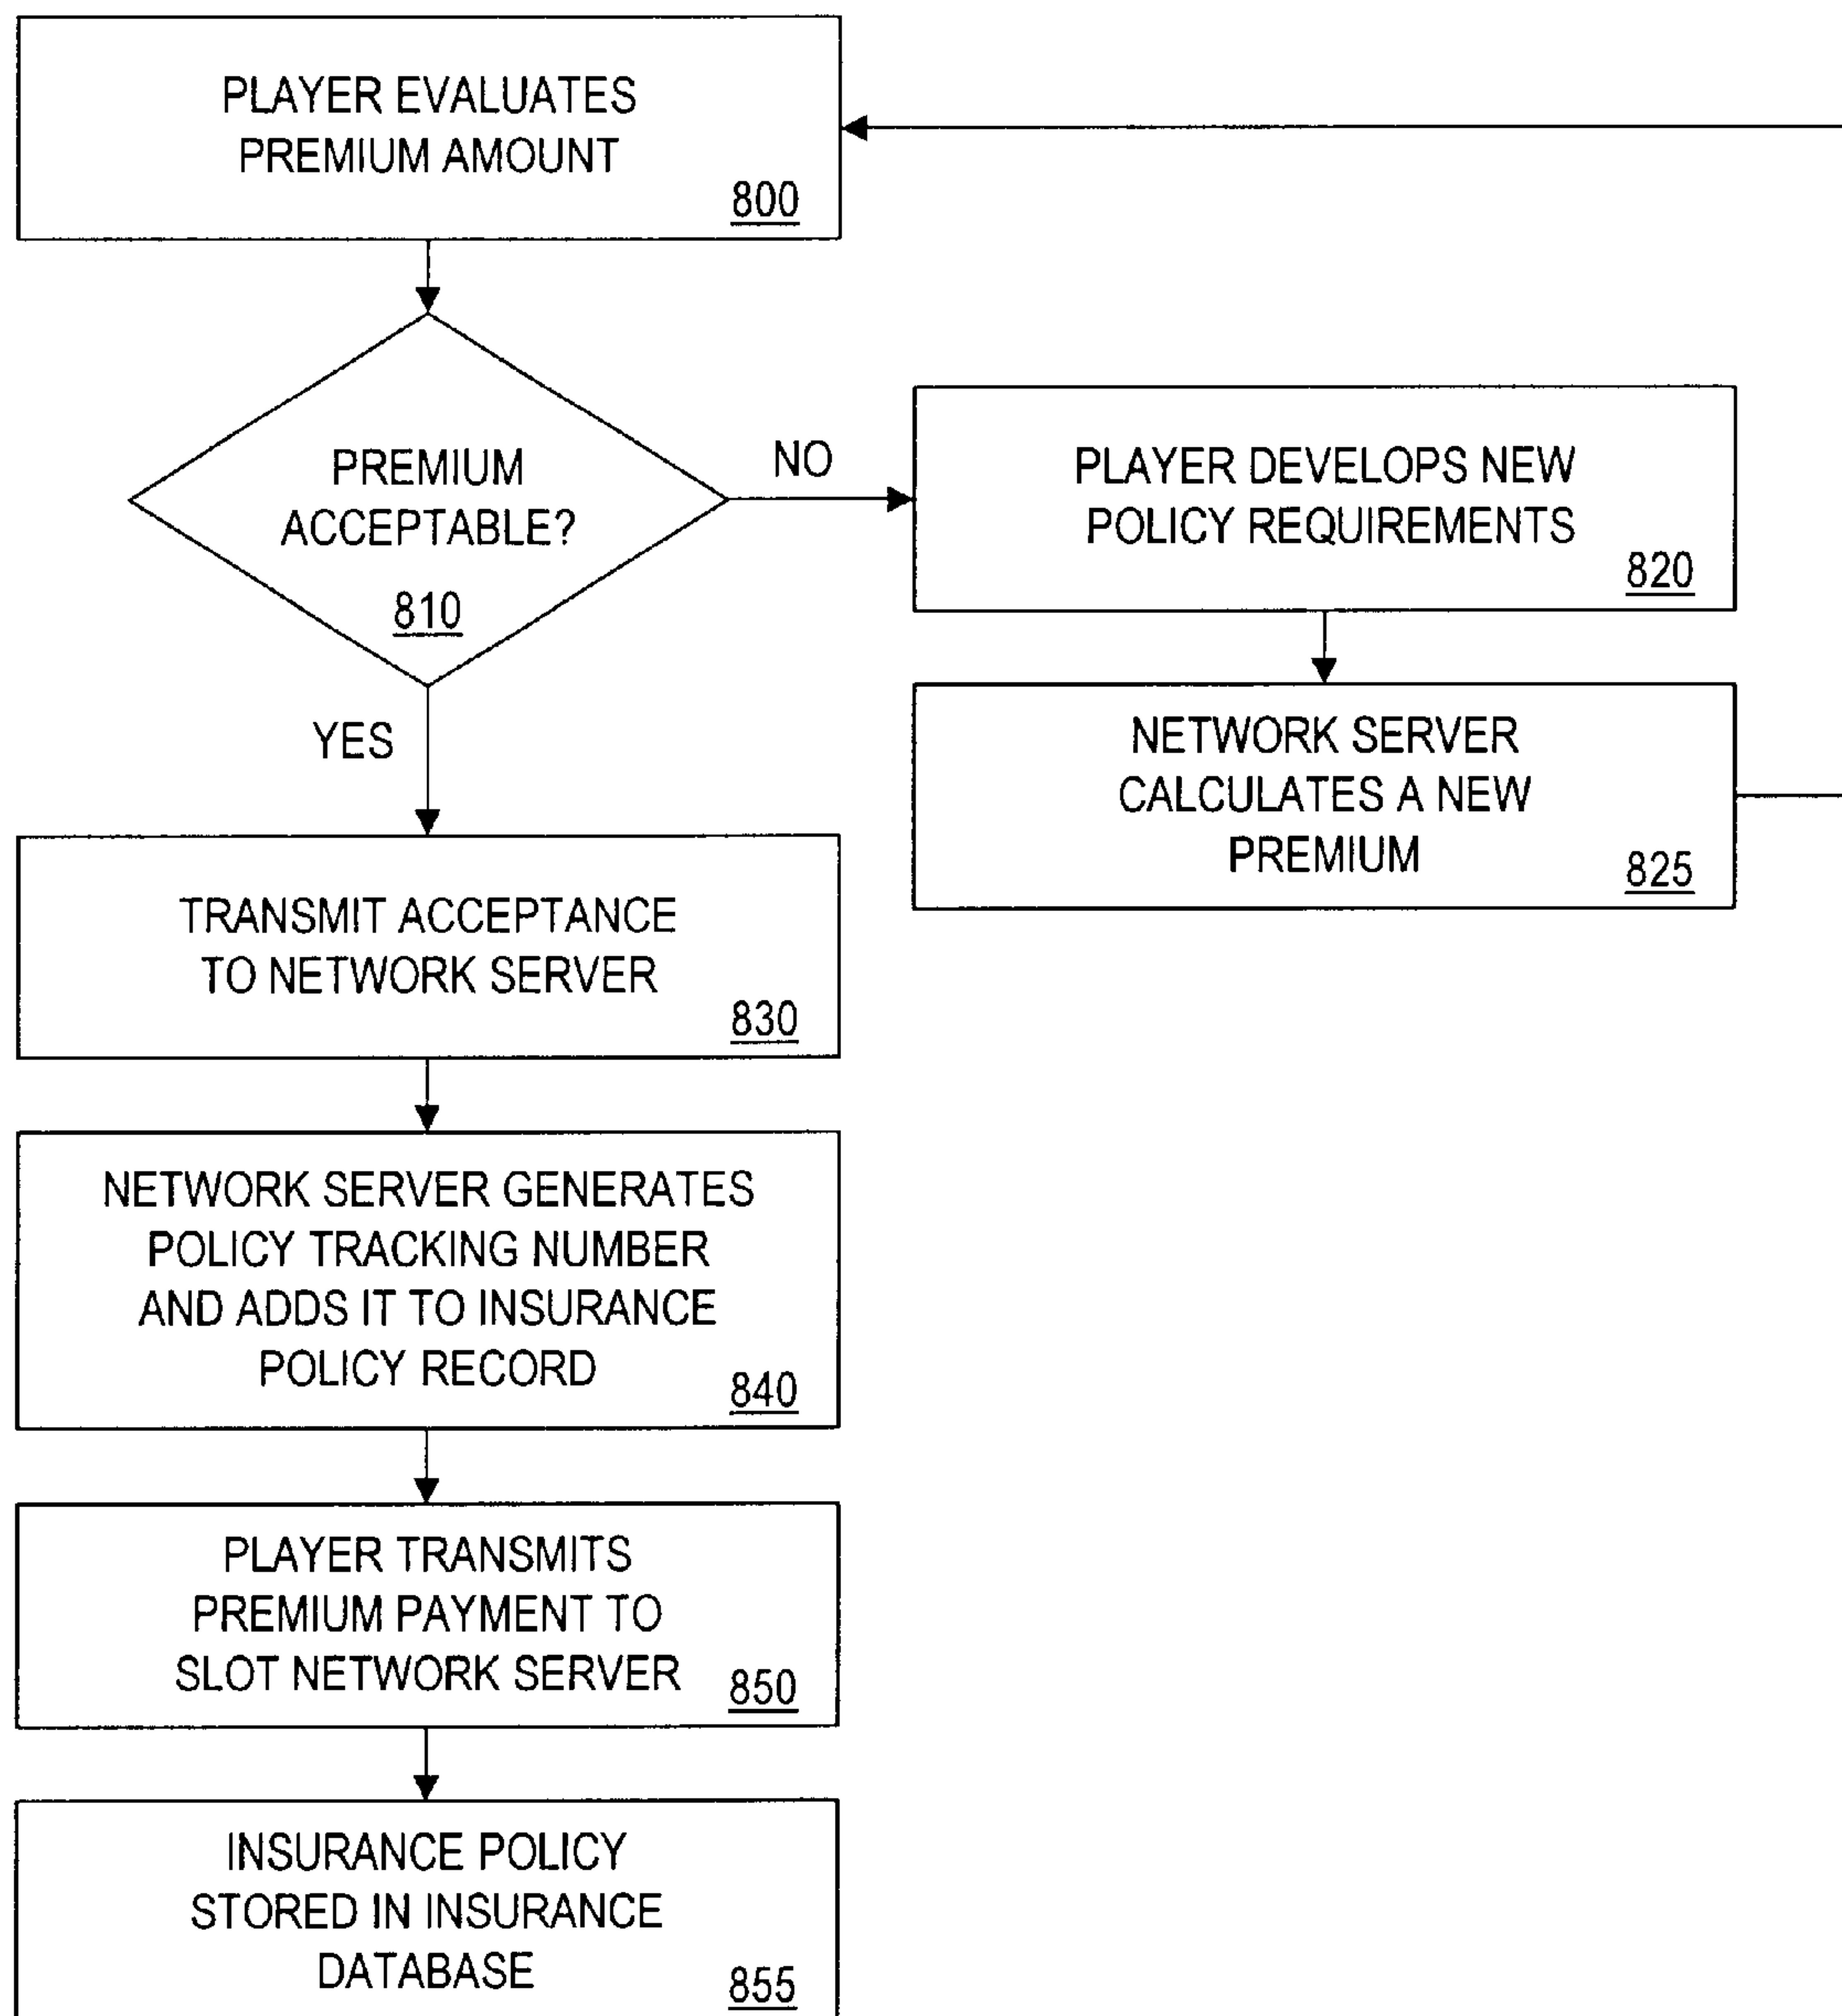 PLAYER EVALUATES
PREMIUM AMOUNT
800
PREMIUM
ACCEPTABLE?
810
NO
PLAYER DEVELOPS NEW
POLICY REQUIREMENTS
820
NETWORK SERVER
CALCULATES A NEW
PREMIUM
825
YES
TRANSMIT ACCEPTANCE
TO NETWORK SERVER
830
NETWORK SERVER GENERATES
POLICY TRACKING NUMBER
AND ADDS IT TO INSURANCE
POLICY RECORD
840
PLAYER TRANSMITS
PREMIUM PAYMENT TO
SLOT NETWORK SERVER
850
INSURANCE POLICY
STORED IN INSURANCE
DATABASE
855